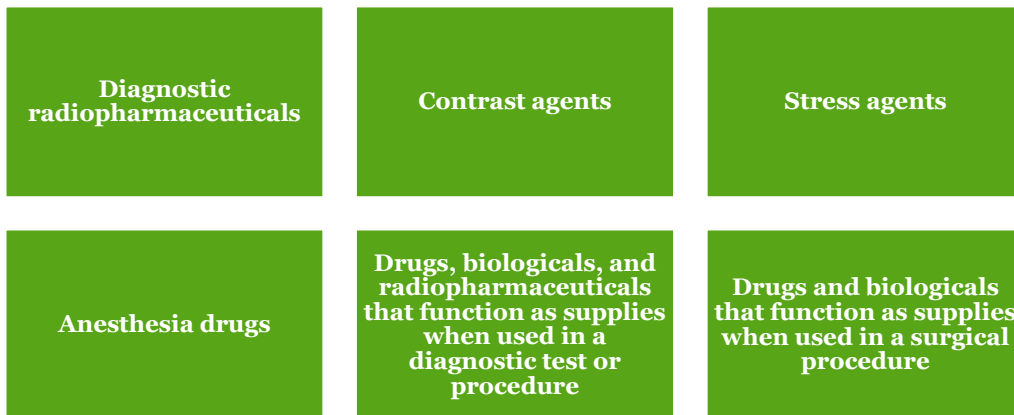 Diagnostic
radiopharmaceuticals
Contrast agents
Stress agents
Anesthesia drugs
Drugs, biologicals, and
radiopharmaceuticals
that function as supplies
when used in a
diagnostic test or
procedure
Drugs and biologicals
that function as supplies
when used in a surgical
procedure